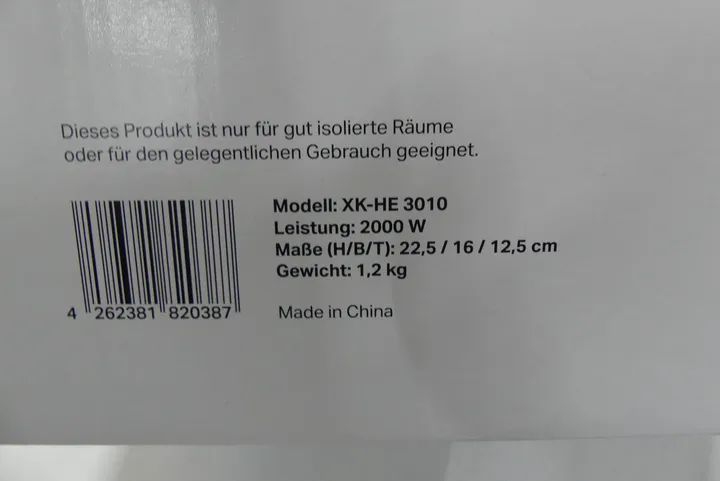 Dieses Produkt ist nur für gut isolierte Räume
oder für den gelegentlichen Gebrauch geeignet.
Modell: XK-HE 3010
Leistung: 2000 W
Maße (H/B/T): 22,5 / 16 / 12,5 cm
Gewicht: 1,2 kg
4 262381 820387
Made in China